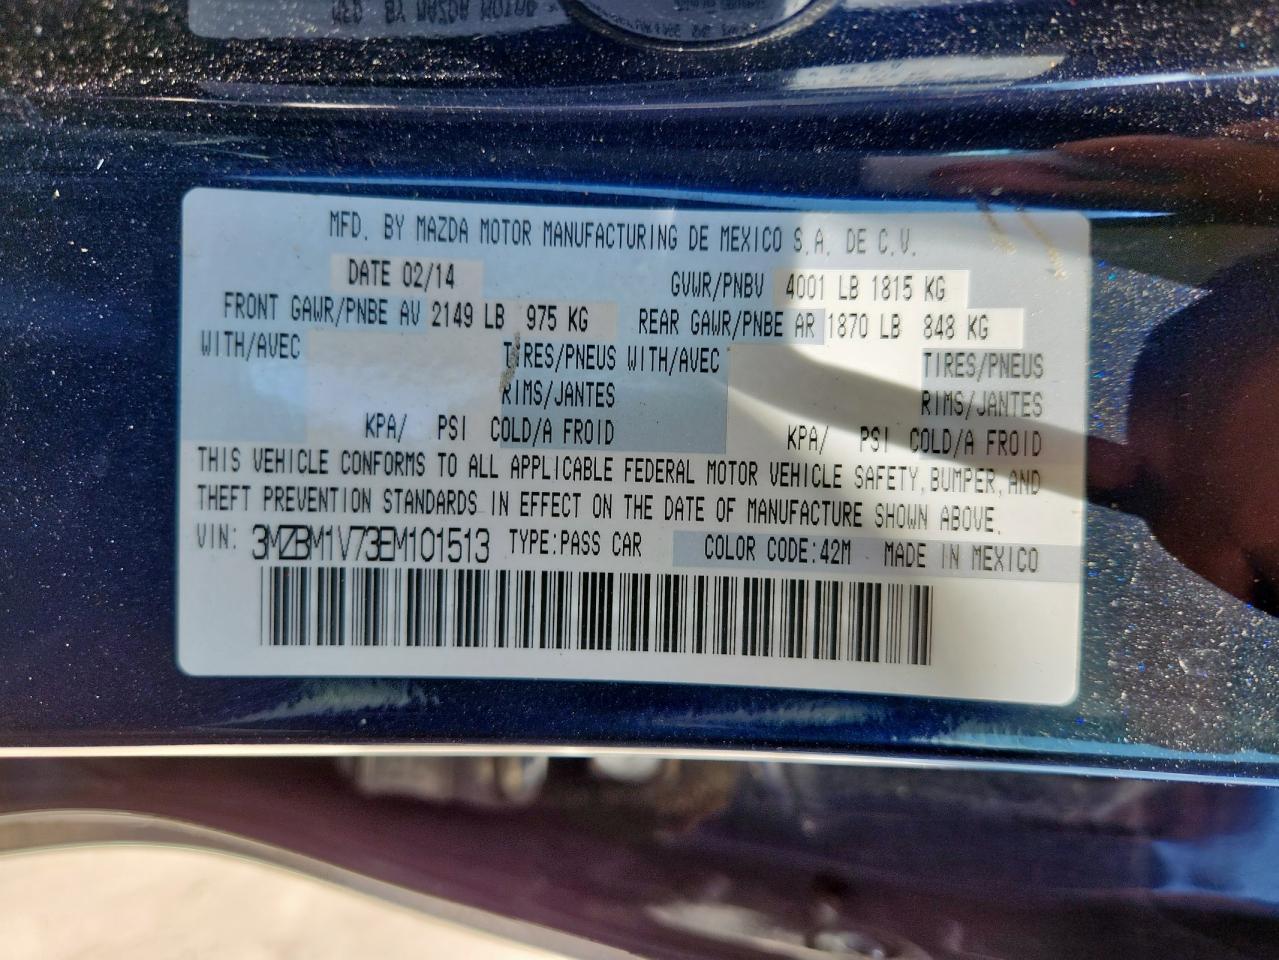 MFD. BY MAZDA MOTOR
MFD. BY MAZDA MOTOR MANUFACTURING DE MEXICO S.A. DE C.V.
DATE 02/14 GVWR/PNBV 4001 LB 1815 KG
FRONT GAWR/PNBE AV 2149 LB 975 KG REAR GAWR/PNBE AR 1870 LB 848 KG
WITH/AVEC TIRES/PNEUS WITH/AVEC TIRES/PNEUS
RIMS/JANTES RIMS/JANTES
KPA/ PSI COLD/A FROID KPA/ PSI COLD/A FROID
THIS VEHICLE CONFORMS TO ALL APPLICABLE FEDERAL MOTOR VEHICLE SAFETY, BUMPER, AND
THEFT PREVENTION STANDARDS IN EFFECT ON THE DATE OF MANUFACTURE SHOWN ABOVE.
VIN: 3MZBM1V73EM101513 TYPE:PASS CAR COLOR CODE:42M MADE IN MEXICO